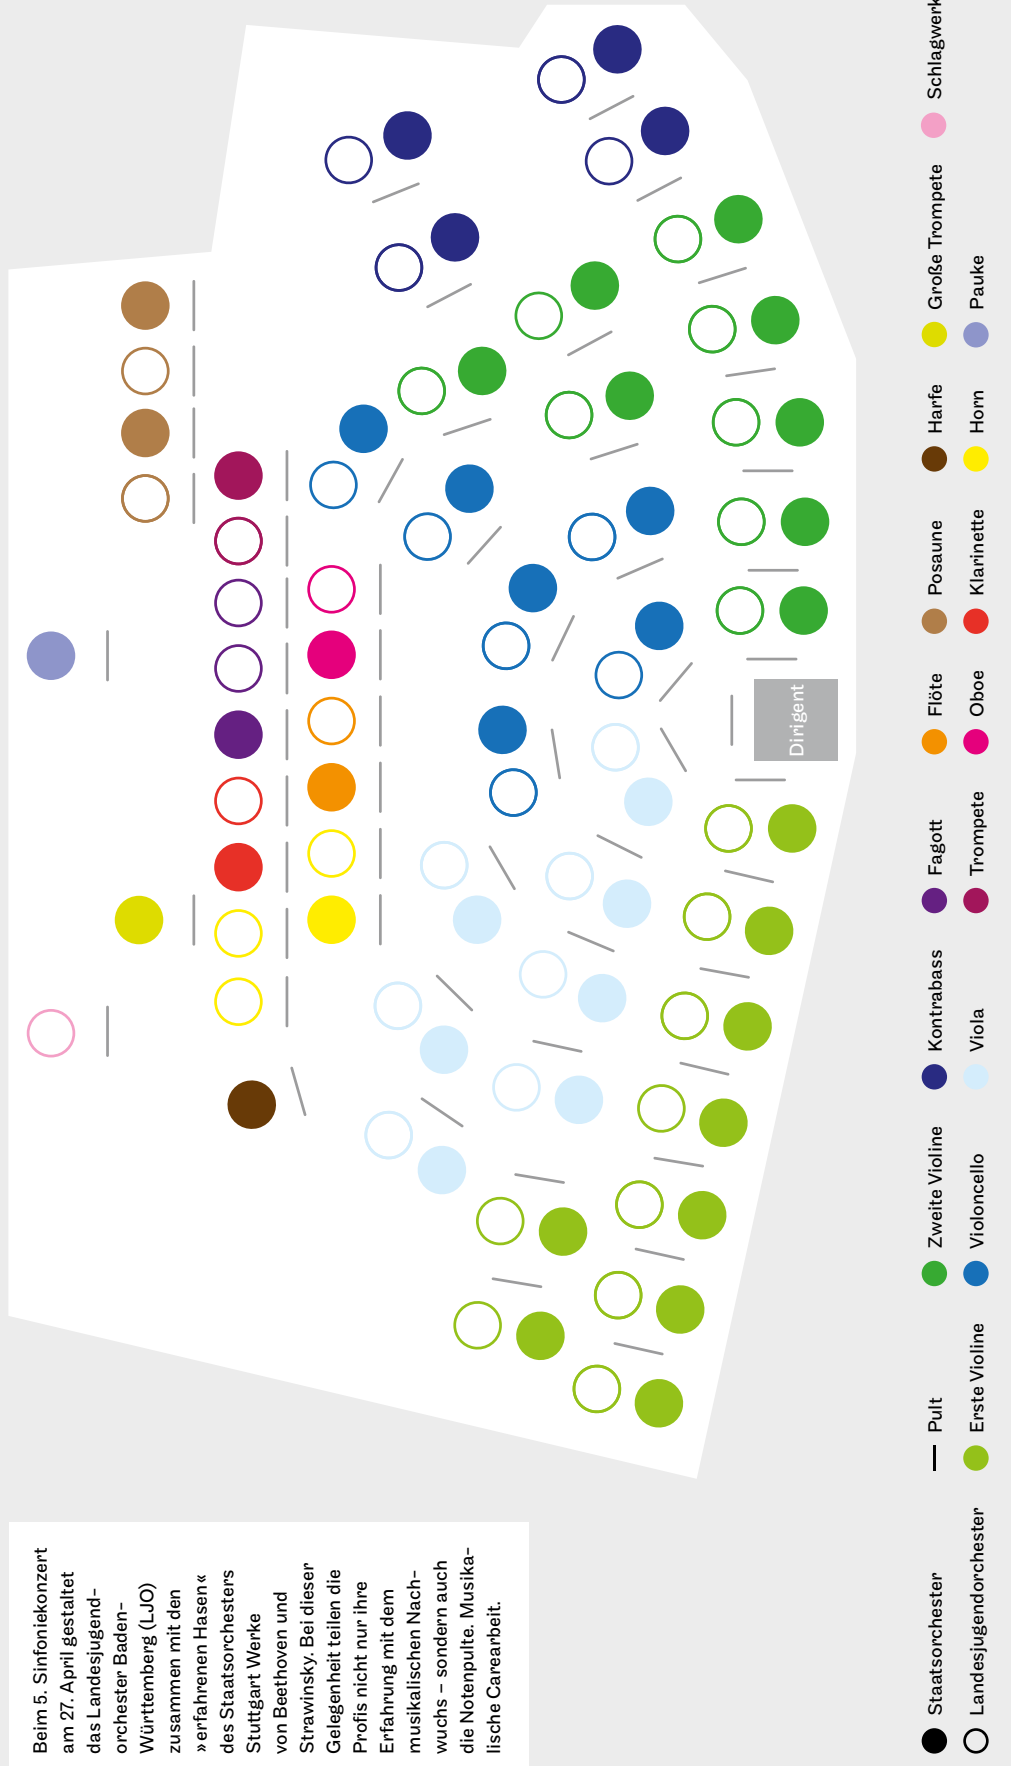 Beim 5. Sinfoniekonzert
am 27. April gestaltet
das Landesjugend-
orchester Baden-
Württemberg (LJO)
zusammen mit den
»erfahrenen Hasen«
des Staatsorchesters
Stuttgart Werke
von Beethoven und
Strawinsky. Bei dieser
Gelegenheit teilen die
Profis nicht nur ihre
Erfahrung mit dem
musikalischen Nach-
wuchs – sondern auch
die Notenpulte. Musika-
lische Carearbeit.
Dirigent
Staatsorchester
Landesjugendorchester
Pult
Erste Violine
Zweite Violine
Violoncello
Kontrabass
Viola
Fagott
Trompete
Flöte
Oboe
Posaune
Klarinette
Harfe
Horn
Große Trompete
Pauke
Schlagwerk